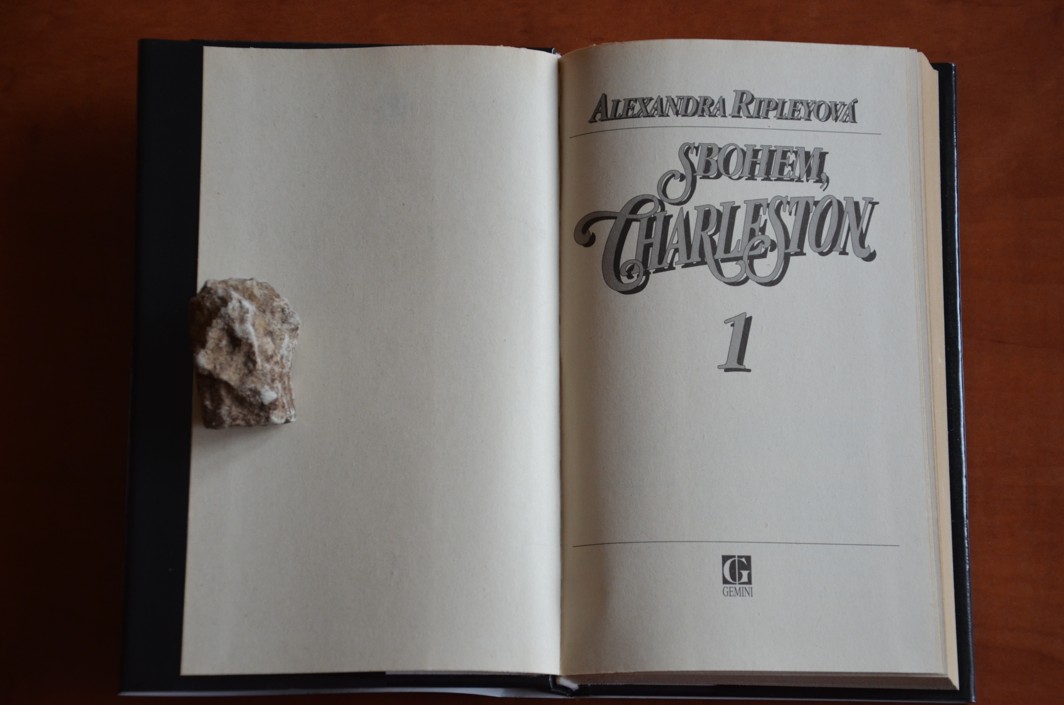 ALEXANDRA RIPLEYOVÁ
SBOHEM,
CHARLESTON
1
G
GEMINI